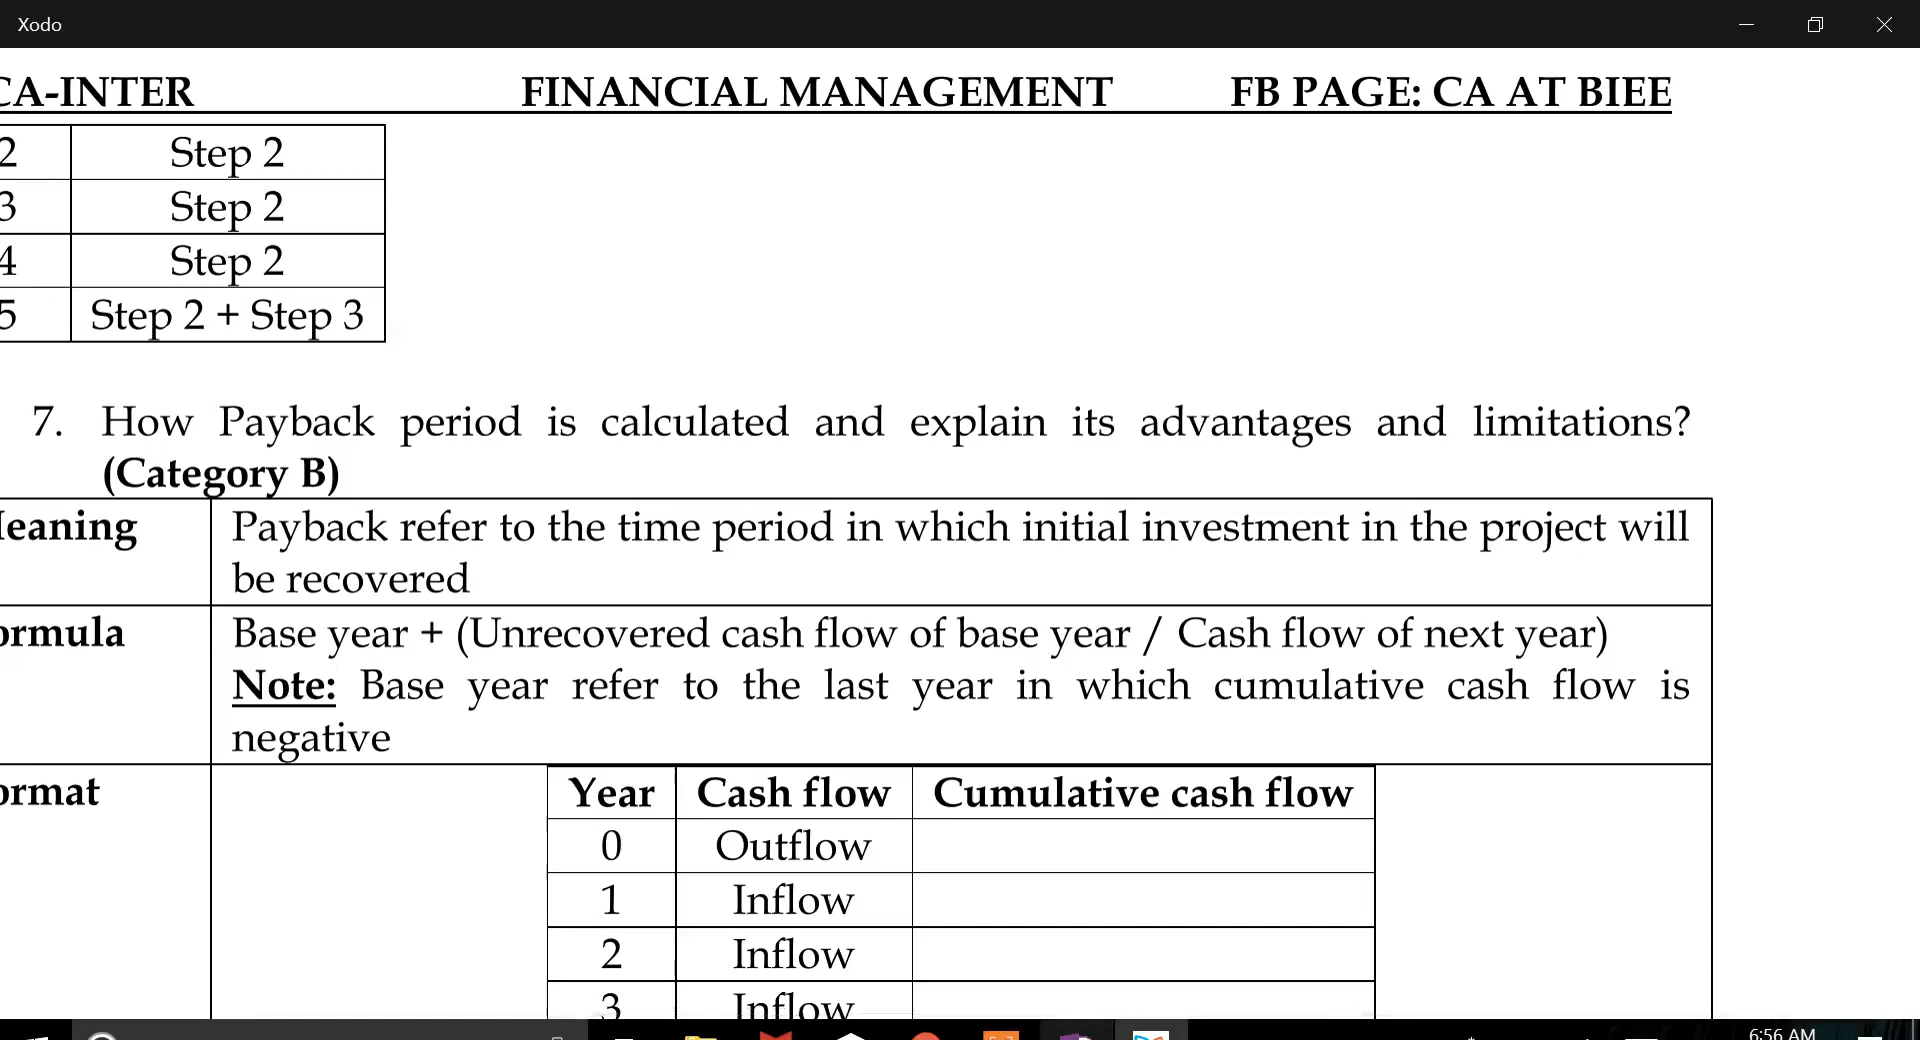 Xodo
CA-INTER FINANCIAL MANAGEMENT FB PAGE: CA AT BIEE
2 Step 2
3 Step 2
4 Step 2
5 Step 2 + Step 3
7. How Payback period is calculated and explain its advantages and limitations?
(Category B)
eaning Payback refer to the time period in which initial investment in the project will
be recovered
ormula Base year + (Unrecovered cash flow of base year / Cash flow of next year)
Note: Base year refer to the last year in which cumulative cash flow is
negative
ormat Year Cash flow Cumulative cash flow
0 Outflow
1 Inflow
2 Inflow
3 Inflow
6:56 AM